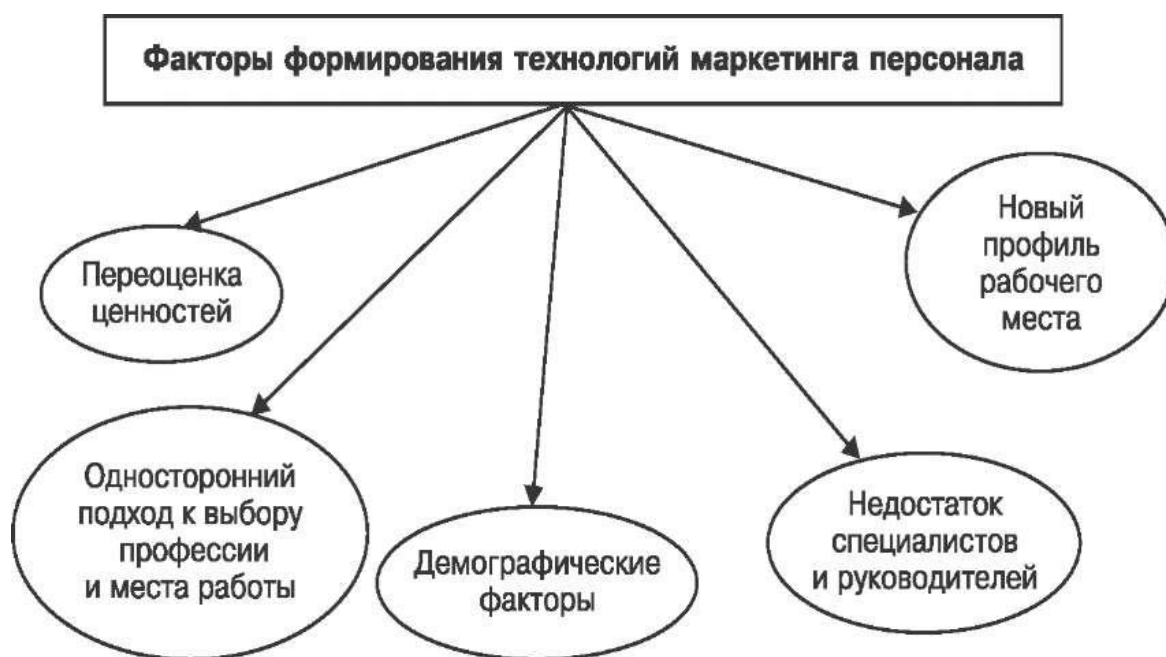 Факторы формирования технологий маркетинга персонала
Переоценка
ценностей
Односторонний
подход к выбору
профессии
и места работы
Демографические
факторы
Недостаток
специалистов
и руководителей
Новый
профиль
рабочего
места